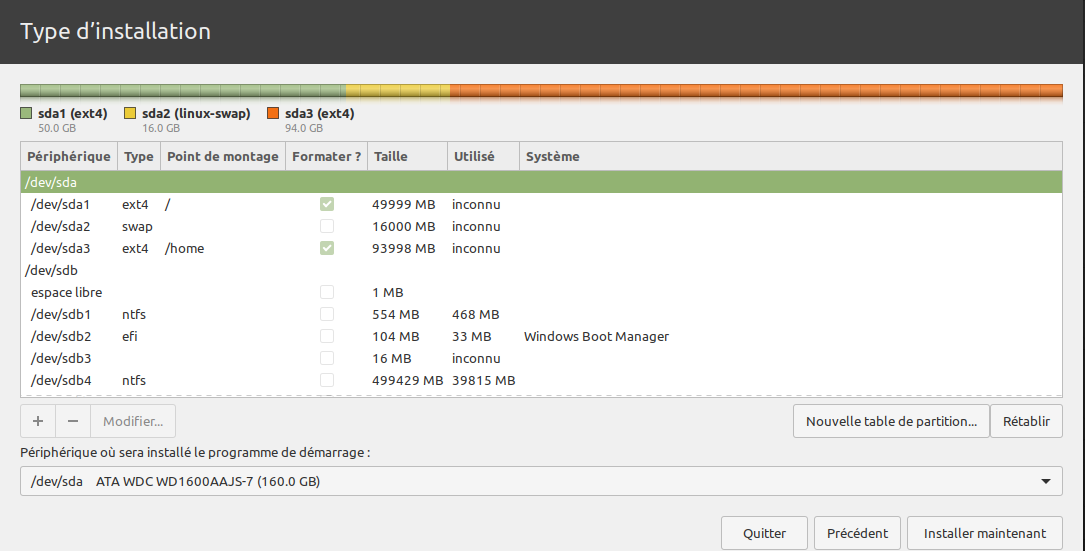 Type d’installation
sda1 (ext4) sda2 (linux-swap) sda3 (ext4)
50.0 GB 16.0 GB 94.0 GB
Périphérique Type Point de montage Formater ? Taille Utilisé Système
/dev/sda
/dev/sda1 ext4 / 49999 MB inconnu
/dev/sda2 swap 16000 MB inconnu
/dev/sda3 ext4 /home 93998 MB inconnu
/dev/sdb
espace libre 1 MB
/dev/sdb1 ntfs 554 MB 468 MB
/dev/sdb2 efi 104 MB 33 MB Windows Boot Manager
/dev/sdb3 16 MB inconnu
/dev/sdb4 ntfs 499429 MB 39815 MB
+ − Modifier... Nouvelle table de partition... Rétablir
Périphérique où sera installé le programme de démarrage :
/dev/sda ATA WDC WD1600AAJS-7 (160.0 GB)
Quitter Précédent Installer maintenant